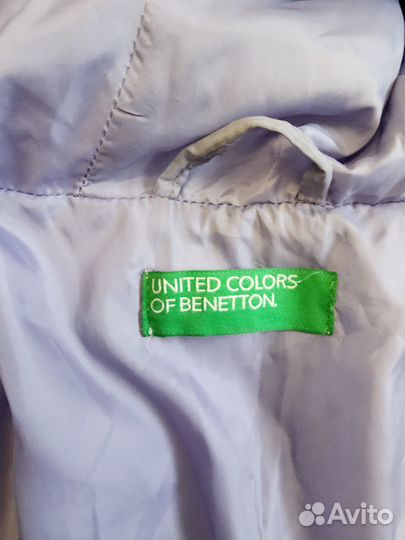 UNITED COLORS
OF BENETTON.
Avito